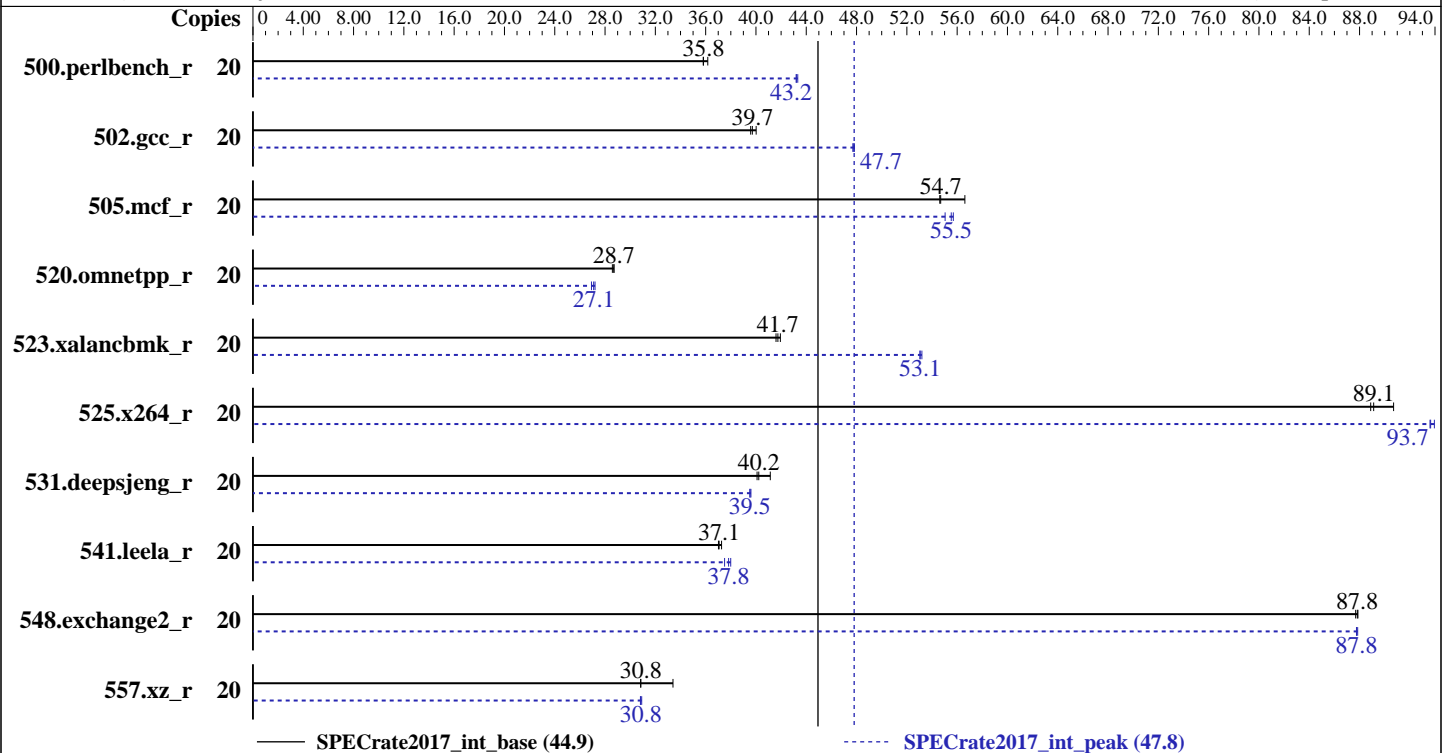 Copies 0 4.00 8.00 12.0 16.0 20.0 24.0 28.0 32.0 36.0 40.0 44.0 48.0 52.0 56.0 60.0 64.0 68.0 72.0 76.0 80.0 84.0 88.0 94.0
35.8
500.perlbench_r 20
43.2
39.7
502.gcc_r 20
47.7
54.7
505.mcf_r 20
55.5
28.7
520.omnetpp_r 20
27.1
41.7
523.xalancbmk_r 20
53.1
89.1
525.x264_r 20
93.7
40.2
531.deepsjeng_r 20
39.5
37.1
541.leela_r 20
37.8
87.8
548.exchange2_r 20
87.8
30.8
557.xz_r 20
30.8
SPECrate2017_int_base (44.9) SPECrate2017_int_peak (47.8)